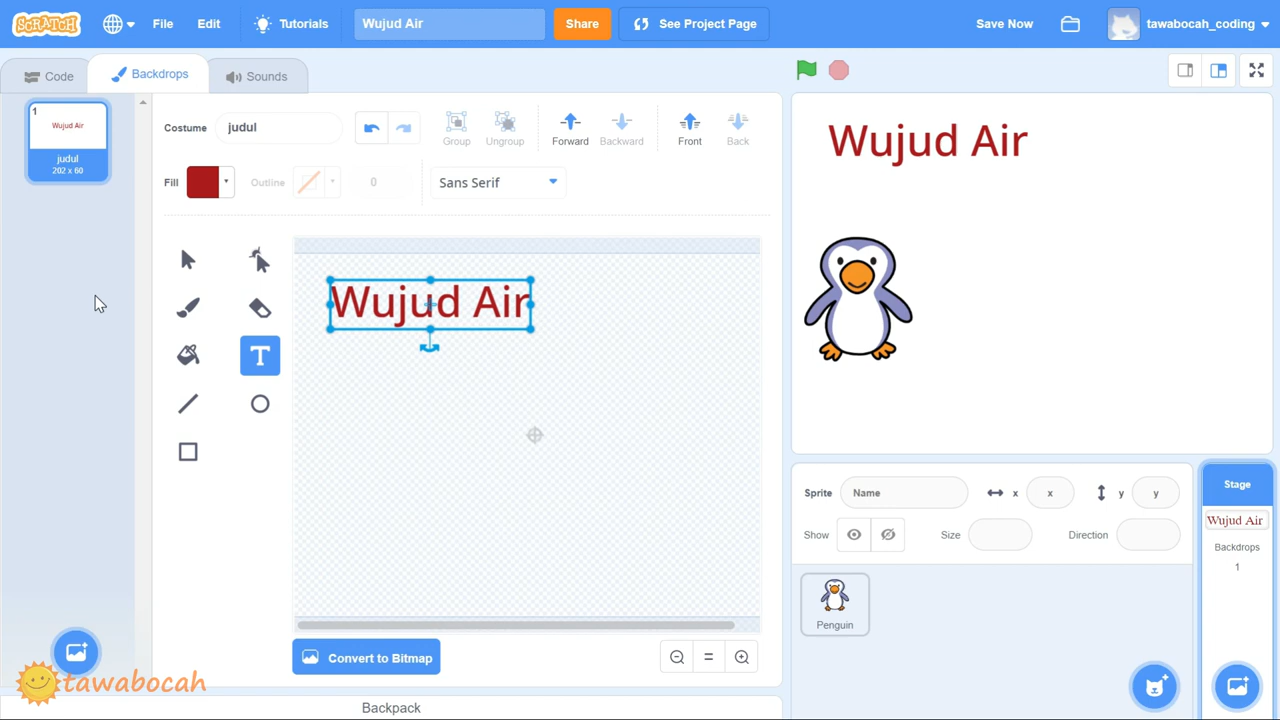 SCRATCH
File
Edit
Tutorials
Wujud Air
Share
See Project Page
Save Now
tawabocah_coding
Code
Backdrops
Sounds
1
Wujud Air
judul
202 x 60
Costume
judul
Group
Ungroup
Forward
Backward
Front
Back
Fill
Outline
0
Sans Serif
T
Wujud Air
Convert to Bitmap
Backpack
tawabocah
Wujud Air
Sprite
Name
x
x
y
y
Show
Size
Direction
Penguin
Stage
Wujud Air
Backdrops
1